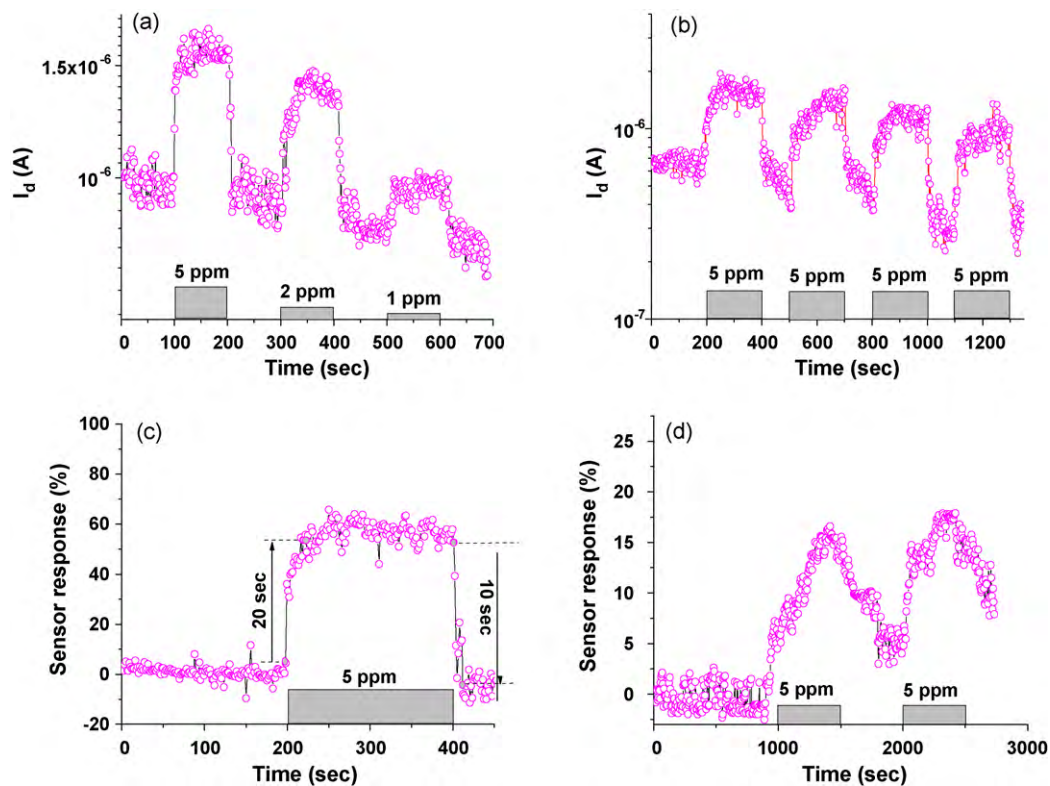 (a)
1.5x10⁻⁶
10⁻⁶
I_d (A)
5 ppm
2 ppm
1 ppm
0 100 200 300 400 500 600 700
Time (sec)
(b)
10⁻⁶
10⁻⁷
I_d (A)
5 ppm 5 ppm 5 ppm 5 ppm
0 200 400 600 800 1000 1200
Time (sec)
(c)
100
80
60
40
20
0
-20
Sensor response (%)
20 sec
10 sec
5 ppm
0 100 200 300 400
Time (sec)
(d)
25
20
15
10
5
0
Sensor response (%)
5 ppm 5 ppm
0 1000 2000 3000
Time (sec)